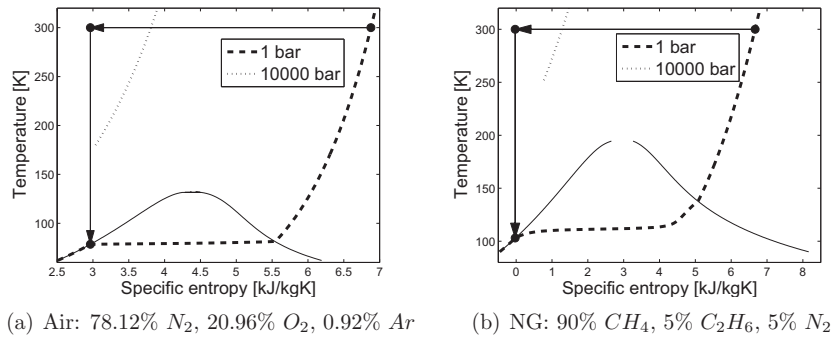 300
250
200
150
100
Temperature [K]
1 bar
10000 bar
2.5 3 3.5 4 4.5 5 5.5 6 6.5 7
Specific entropy [kJ/kgK]
(a) Air: 78.12% N₂, 20.96% O₂, 0.92% Ar
300
250
200
150
100
Temperature [K]
1 bar
10000 bar
0 1 2 3 4 5 6 7 8
Specific entropy [kJ/kgK]
(b) NG: 90% CH₄, 5% C₂H₆, 5% N₂